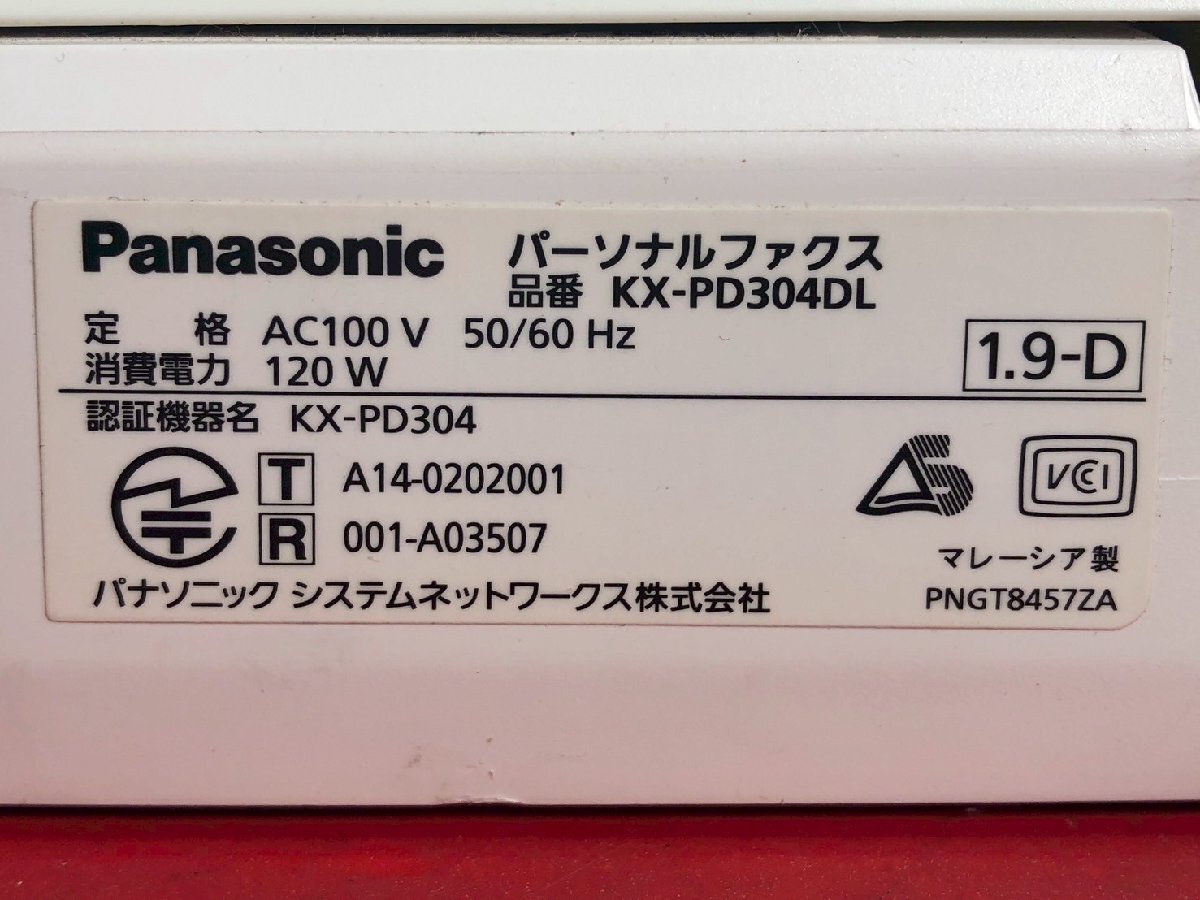 Panasonic パーソナルファクス
品番 KX-PD304DL
定 格 AC100 V 50/60 Hz
消費電力 120 W
1.9-D
認証機器名 KX-PD304
T A14-0202001
R 001-A03507
VCCI
マレーシア製
パナソニック システムネットワークス株式会社
PNGT8457ZA